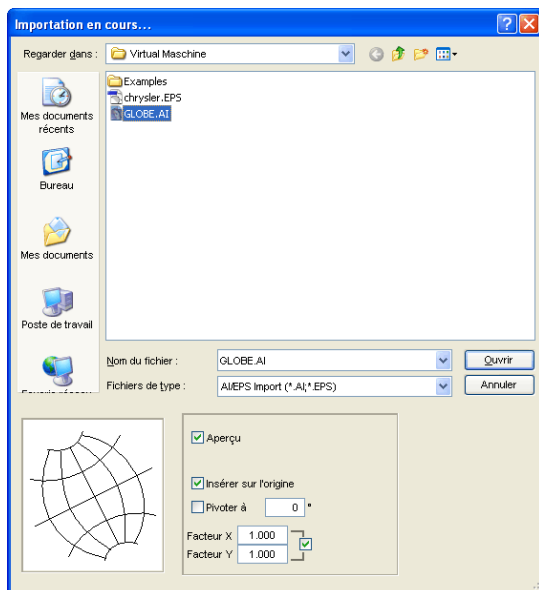 Importation en cours...
Regarder dans :
Virtual Maschine
Mes documents
récents
Bureau
Mes documents
Poste de travail
Examples
chrysler.EPS
GLOBE.AI
Nom du fichier :
GLOBE.AI
Ouvrir
Fichiers de type :
AI/EPS Import (*.AI;*.EPS)
Annuler
Aperçu
Insérer sur l'origine
Pivoter à
0 °
Facteur X
1.000
Facteur Y
1.000